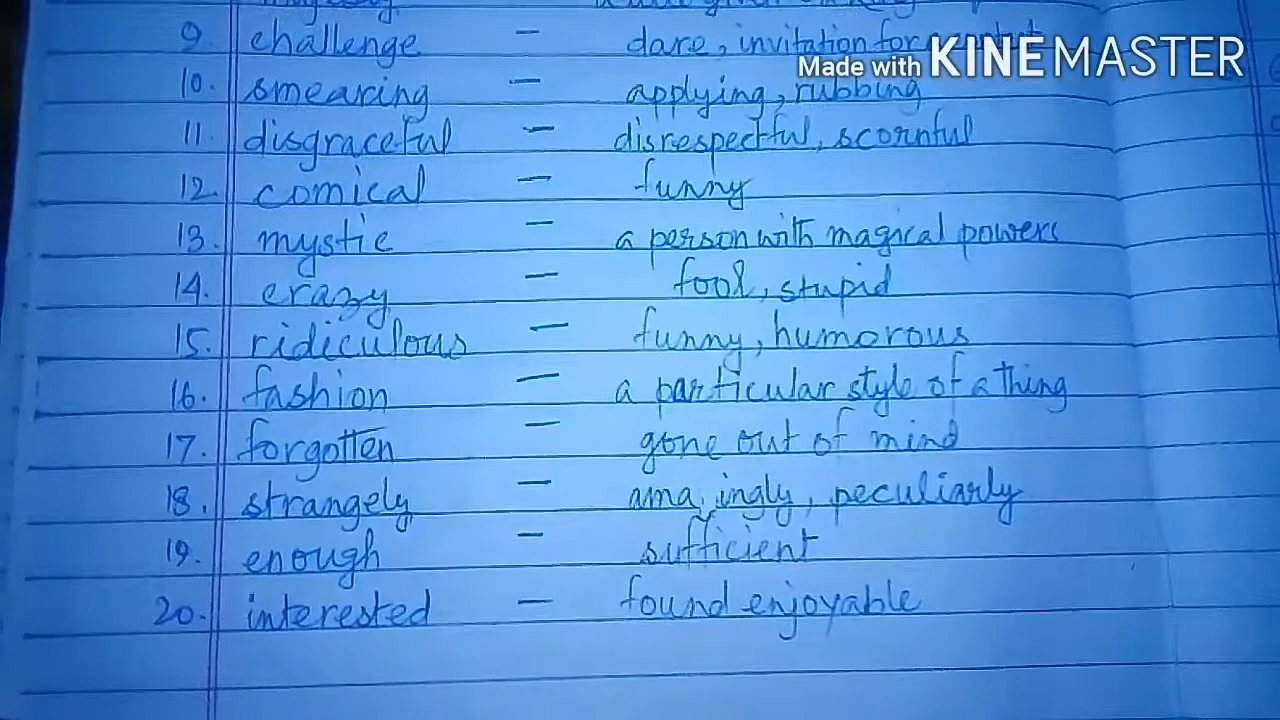 9. challenge - dare, invitation for
Made with KINEMASTER
10. smearing - applying, rubbing
11. disgraceful - disrespectful, scornful
12. comical - funny
13. mystic - a person with magical powers
14. crazy - fool, stupid
15. ridiculous - funny, humorous
16. fashion - a particular style of a thing
17. forgotten - gone out of mind
18. strangely - amazingly, peculiarly
19. enough - sufficient
20. interested - found enjoyable